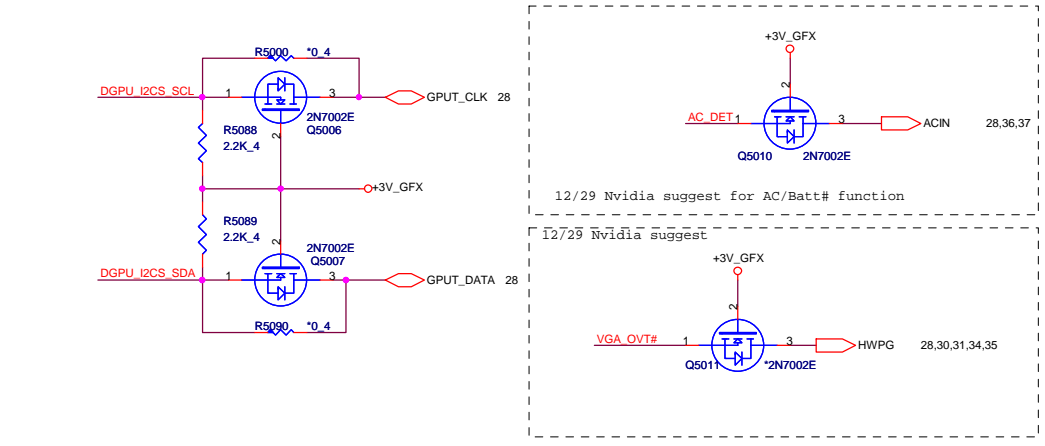 R5000 *0_4
DGPU_I2CS_SCL 1 3 GPUT_CLK 28
2N7002E
Q5006
R5088
2.2K_4
2
+3V_GFX
R5089
2.2K_4
2
2N7002E
Q5007
DGPU_I2CS_SDA 1 3 GPUT_DATA 28
R5090 *0_4
+3V_GFX
2
AC_DET 1 3 ACIN 28,36,37
Q5010 2N7002E
12/29 Nvidia suggest for AC/Batt# function
12/29 Nvidia suggest
+3V_GFX
2
VGA_OVT# 1 3 HWPG 28,30,31,34,35
Q5011 *2N7002E